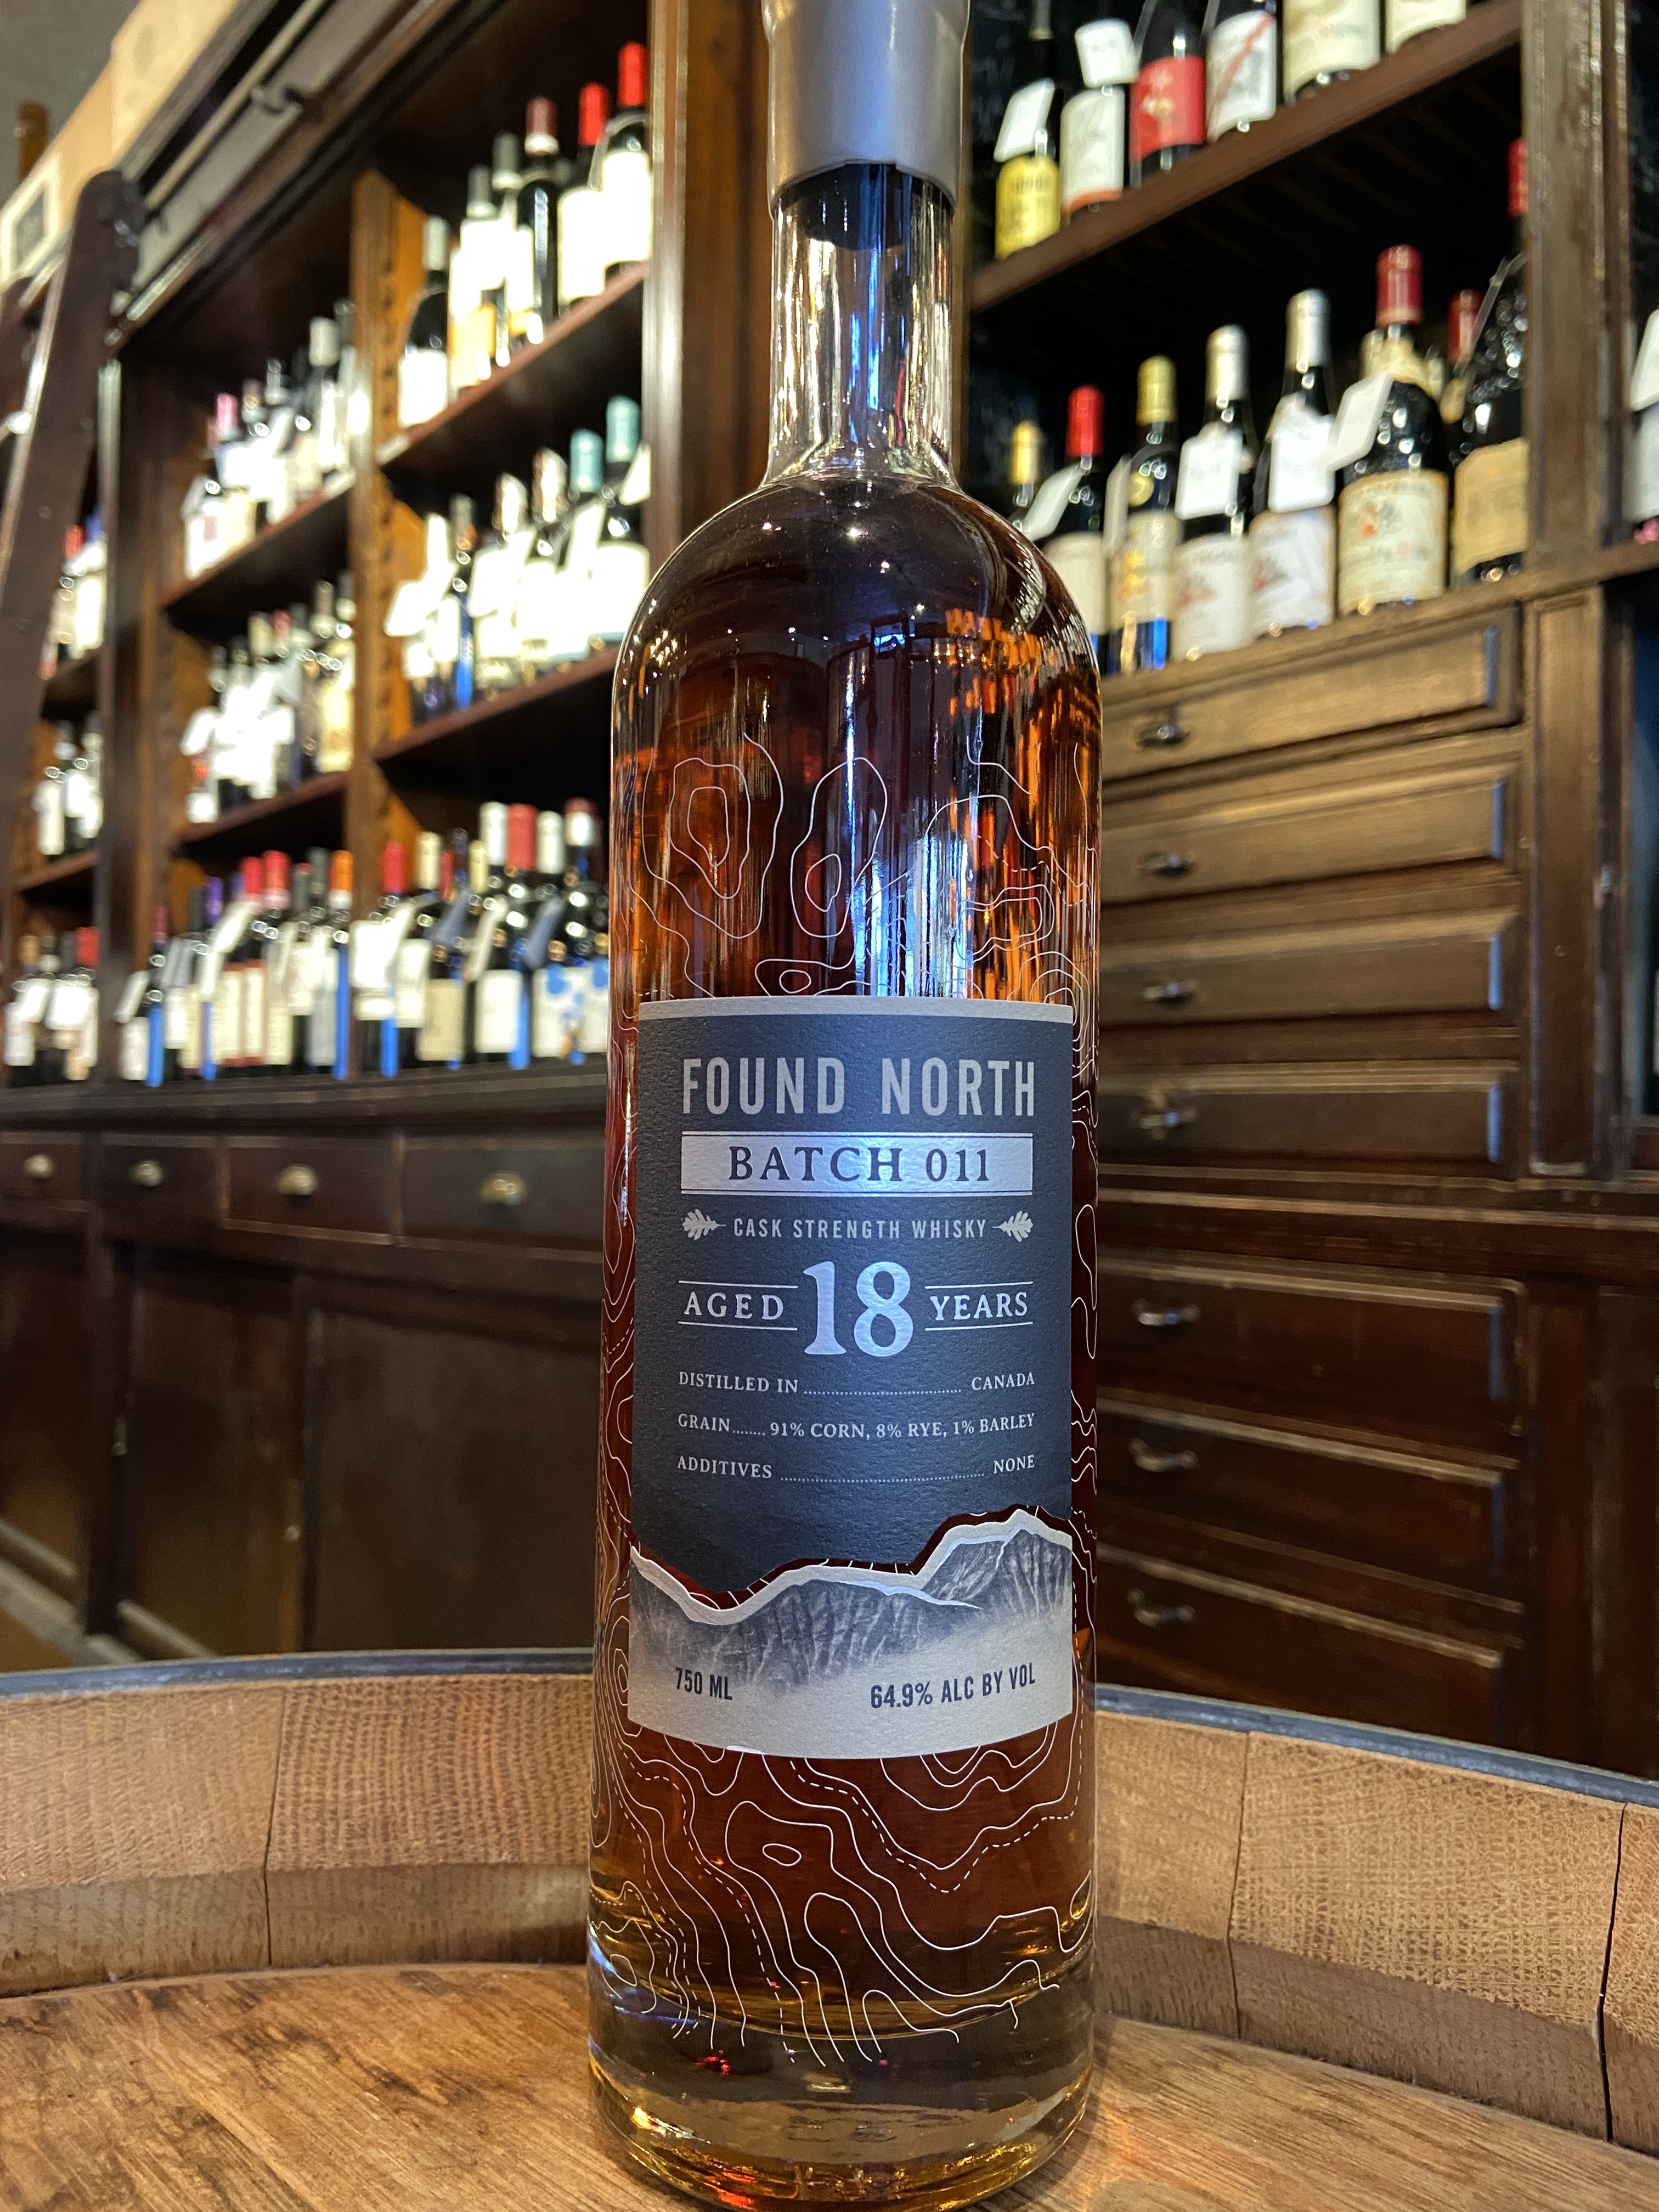 FOUND NORTH
BATCH 011
CASK STRENGTH WHISKY
AGED 18 YEARS
DISTILLED IN CANADA
GRAIN 91% CORN, 8% RYE, 1% BARLEY
ADDITIVES NONE
750 ML 64.9% ALC BY VOL